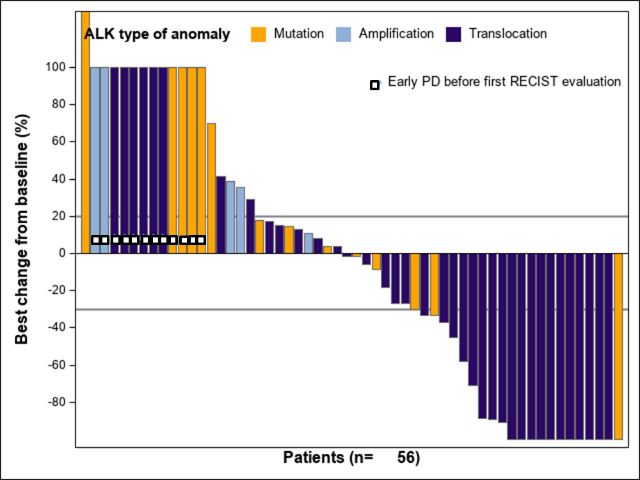 ALK type of anomaly Mutation Amplification Translocation
Early PD before first RECIST evaluation
Best change from baseline (%)
100
80
60
40
20
0
-20
-40
-60
-80
Patients (n= 56)